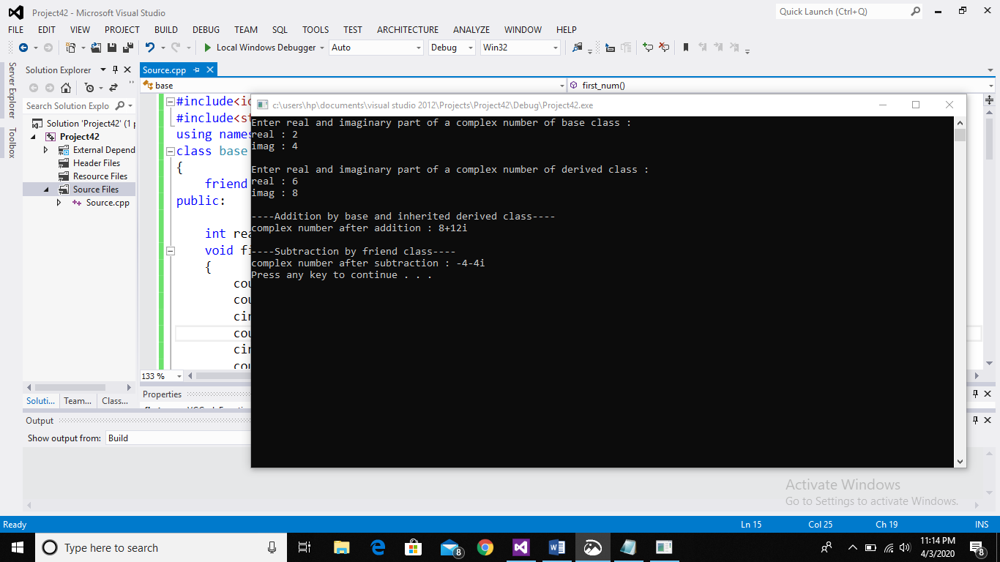 Project42 - Microsoft Visual Studio
Quick Launch (Ctrl+Q)
FILE EDIT VIEW PROJECT BUILD DEBUG TEAM SQL TOOLS TEST ARCHITECTURE ANALYZE WINDOW HELP
Local Windows Debugger Auto Debug Win32
Server Explorer
Toolbox
Solution Explorer
Search Solution Explo
Solution 'Project42' (1 p
Project42
External Depend
Header Files
Resource Files
Source Files
Source.cpp
Soluti... Team... Class...
Source.cpp
base first_num()
#include<io
#include<st
using names
class base
{
friend
public:
int rea
void fi
{
cou
cou
cin
cou
cin
cou
133 %
c:\users\hp\documents\visual studio 2012\Projects\Project42\Debug\Project42.exe
Enter real and imaginary part of a complex number of base class :
real : 2
imag : 4
Enter real and imaginary part of a complex number of derived class :
real : 6
imag : 8
----Addition by base and inherited derived class----
complex number after addition : 8+12i
----Subtraction by friend class----
complex number after subtraction : -4-4i
Press any key to continue . . .
Properties
Output
Show output from: Build
Activate Windows
Go to Settings to activate Windows.
Ready Ln 15 Col 25 Ch 19 INS
Type here to search
8
11:14 PM
4/3/2020
8